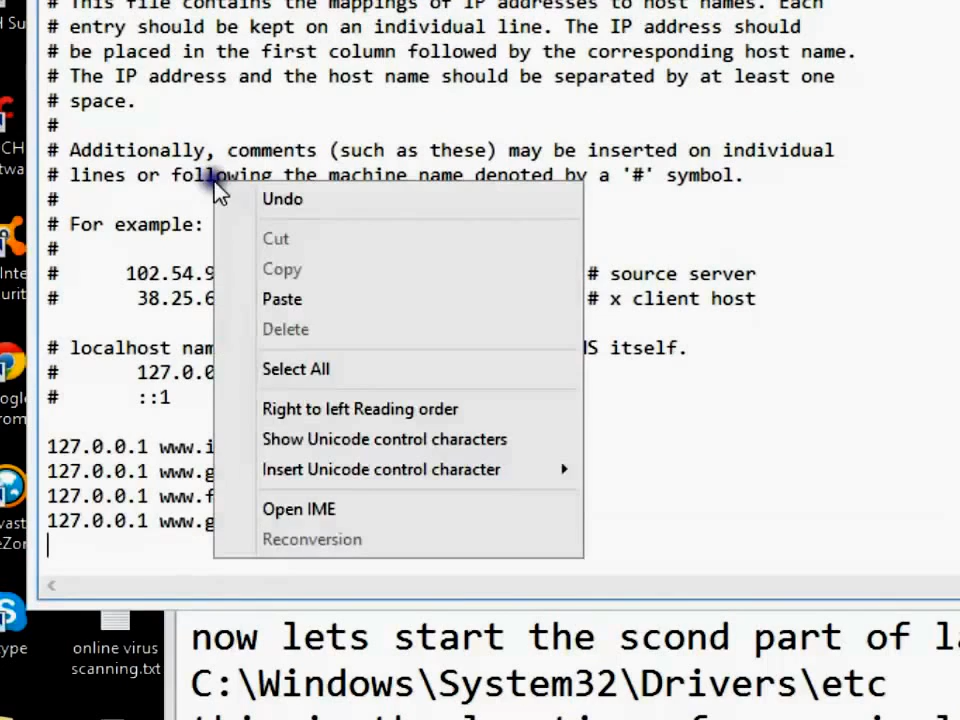 # This file contains the mappings of IP addresses to host names. Each
# entry should be kept on an individual line. The IP address should
# be placed in the first column followed by the corresponding host name.
# The IP address and the host name should be separated by at least one
# space.
#
# Additionally, comments (such as these) may be inserted on individual
# lines or following the machine name denoted by a '#' symbol.
#
# For example:
#
# 102.54.9 # source server
# 38.25.6 # x client host
# localhost nam S itself.
# 127.0.0
# ::1
127.0.0.1 www.i
127.0.0.1 www.g
127.0.0.1 www.f
127.0.0.1 www.g
Undo
Cut
Copy
Paste
Delete
Select All
Right to left Reading order
Show Unicode control characters
Insert Unicode control character
Open IME
Reconversion
online virus
scanning.txt
now lets start the scond part of la
C:\Windows\System32\Drivers\etc